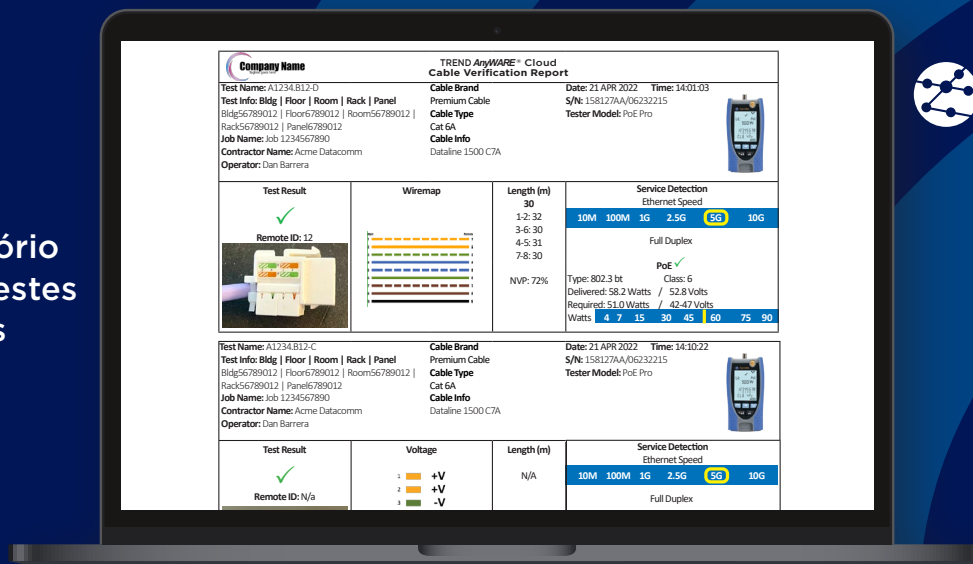 ório
estes
s
Company Name
TREND AnyWARE® Cloud
Cable Verification Report
Test Name: A1234.B12-D
Test Info: Bldg | Floor | Room | Rack | Panel
Bldg56789012 | Floor6789012 | Room56789012 |
Rack56789012 | Panel6789012
Job Name: Job 1234567890
Contractor Name: Acme Datacomm
Operator: Dan Barrera
Cable Brand
Premium Cable
Cable Type
Cat 6A
Cable Info
Dataline 1500 C7A
Date: 21 APR 2022 Time: 14:01:03
S/N: 158127AA/06232215
Tester Model: PoE Pro
Test Result
Remote ID: 12
Wiremap
Length (m)
30
1-2: 32
3-6: 30
4-5: 31
7-8: 30
NVP: 72%
Service Detection
Ethernet Speed
10M 100M 1G 2.5G 5G 10G
Full Duplex
PoE ✓
Type: 802.3 bt Class: 6
Delivered: 58.2 Watts / 52.8 Volts
Required: 51.0 Watts / 42-47 Volts
Watts 4 7 15 30 45 60 75 90
Test Name: A1234.B12-C
Test Info: Bldg | Floor | Room | Rack | Panel
Bldg56789012 | Floor6789012 | Room56789012 |
Rack56789012 | Panel6789012
Job Name: Job 1234567890
Contractor Name: Acme Datacomm
Operator: Dan Barrera
Cable Brand
Premium Cable
Cable Type
Cat 6A
Cable Info
Dataline 1500 C7A
Date: 21 APR 2022 Time: 14:10:22
S/N: 158127AA/06232215
Tester Model: PoE Pro
Test Result
Remote ID: N/a
Voltage
1 +V
2 +V
3 -V
Length (m)
N/A
Service Detection
Ethernet Speed
10M 100M 1G 2.5G 5G 10G
Full Duplex